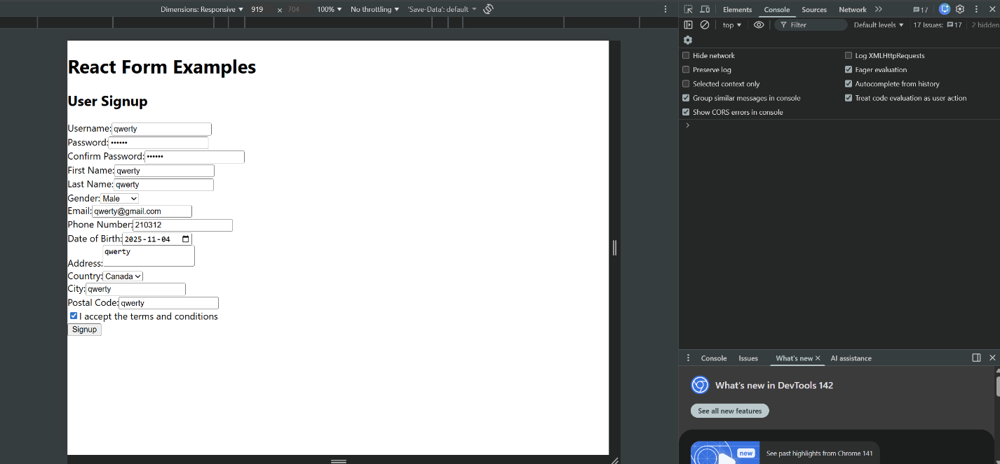 Dimensions: Responsive 919 × 704 100% No throttling 'Save-Data': default
Elements Console Sources Network 17
top Filter Default levels 17 Issues: 17 2 hidden
React Form Examples
User Signup
Username: qwerty
Password: ••••••
Confirm Password: ••••••
First Name: qwerty
Last Name: qwerty
Gender: Male
Email: qwerty@gmail.com
Phone Number: 210312
Date of Birth: 2025-11-04
Address: qwerty
Country: Canada
City: qwerty
Postal Code: qwerty
I accept the terms and conditions
Signup
Hide network Log XMLHttpRequests
Preserve log Eager evaluation
Selected context only Autocomplete from history
Group similar messages in console Treat code evaluation as user action
Show CORS errors in console
Console Issues What's new AI assistance
What's new in DevTools 142
See all new features
new See past highlights from Chrome 141